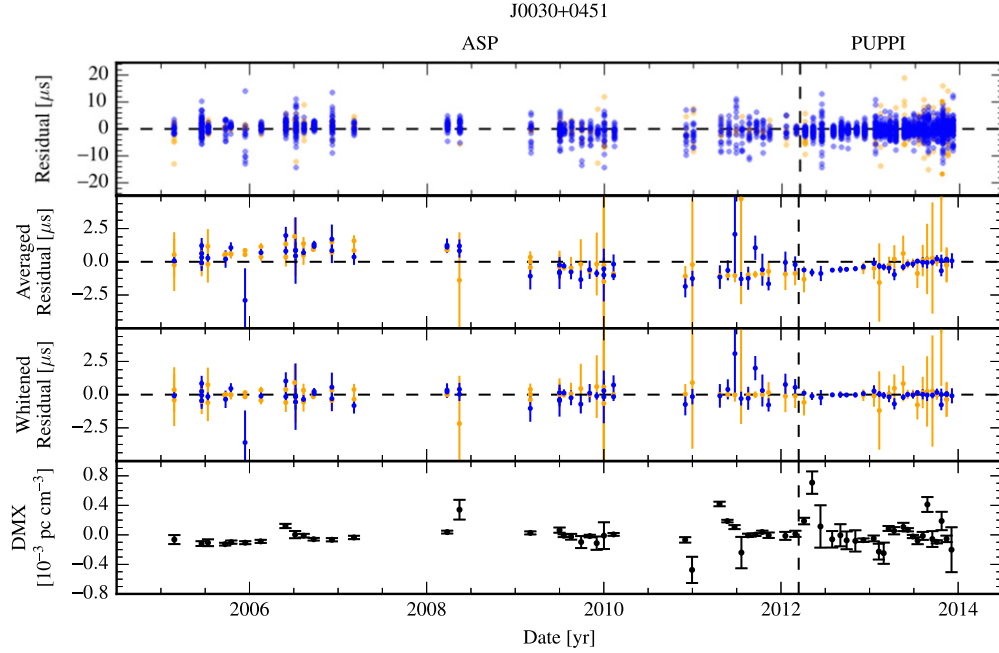 J0030+0451
ASP PUPPI
Residual [μs]
20
10
0
−10
−20
Averaged
Residual [μs]
2.5
0.0
−2.5
Whitened
Residual [μs]
2.5
0.0
−2.5
DMX
[10⁻³ pc cm⁻³]
0.8
0.4
0.0
−0.4
−0.8
2006 2008 2010 2012 2014
Date [yr]